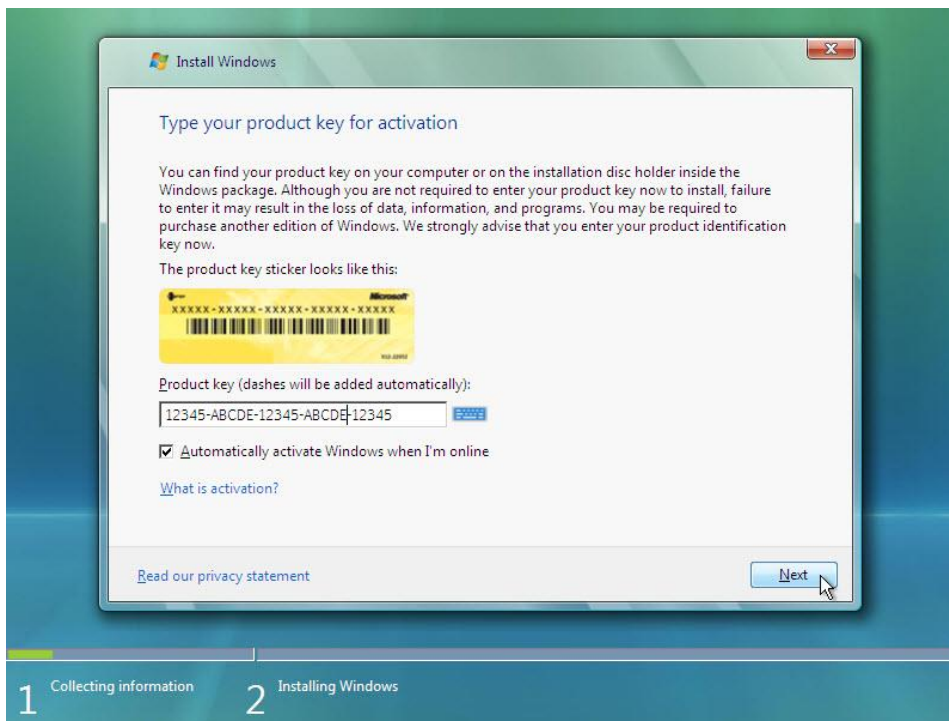 Install Windows
Type your product key for activation
You can find your product key on your computer or on the installation disc holder inside the
Windows package. Although you are not required to enter your product key now to install, failure
to enter it may result in the loss of data, information, and programs. You may be required to
purchase another edition of Windows. We strongly advise that you enter your product identification
key now.
The product key sticker looks like this:
Microsoft
XXXXX-XXXXX-XXXXX-XXXXX-XXXXX
Product key (dashes will be added automatically):
12345-ABCDE-12345-ABCDE-12345
Automatically activate Windows when I'm online
What is activation?
Read our privacy statement
Next
1 Collecting information
2 Installing Windows